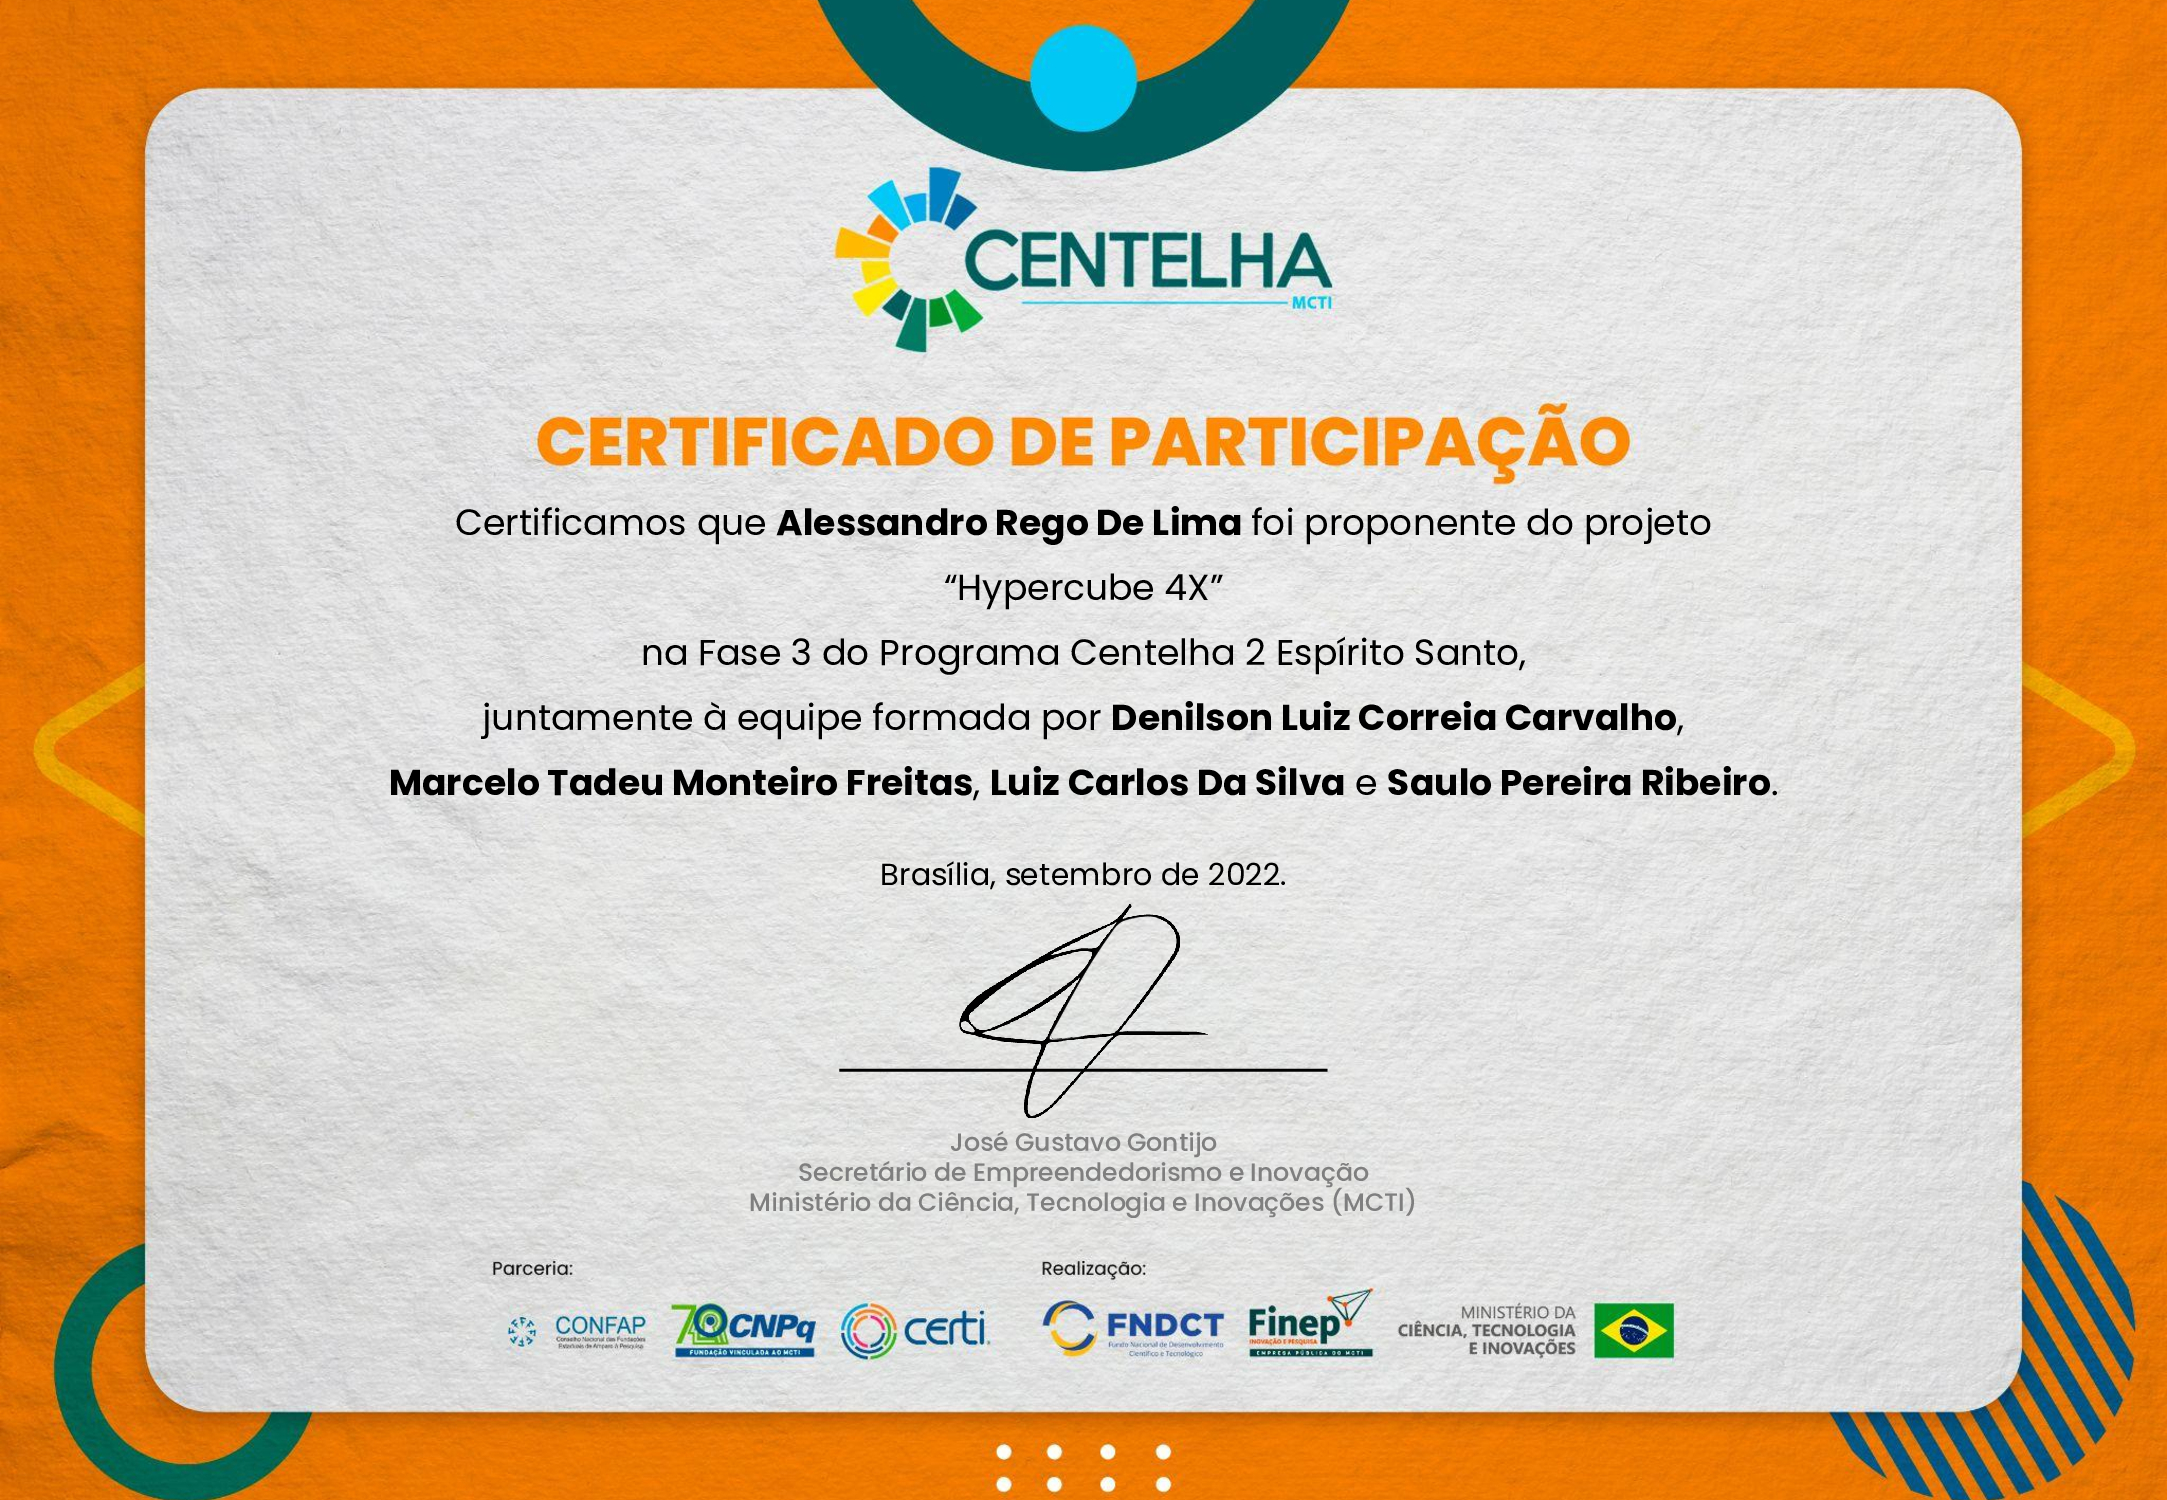 CENTELHA
MCTI
CERTIFICADO DE PARTICIPAÇÃO
Certificamos que Alessandro Rego De Lima foi proponente do projeto
“Hypercube 4X”
na Fase 3 do Programa Centelha 2 Espírito Santo,
juntamente à equipe formada por Denilson Luiz Correia Carvalho,
Marcelo Tadeu Monteiro Freitas, Luiz Carlos Da Silva e Saulo Pereira Ribeiro.
Brasília, setembro de 2022.
José Gustavo Gontijo
Secretário de Empreendedorismo e Inovação
Ministério da Ciência, Tecnologia e Inovações (MCTI)
Parceria:
CONFAP
Conselho Nacional das Fundações
Estaduais de Amparo à Pesquisa
70 CNPq
FUNDAÇÃO VINCULADA AO MCTI
certi.
Realização:
FNDCT
Fundo Nacional de Desenvolvimento
Científico e Tecnológico
Finep
INOVAÇÃO E PESQUISA
EMPRESA PÚBLICA DO MCTI
MINISTÉRIO DA
CIÊNCIA, TECNOLOGIA
E INOVAÇÕES